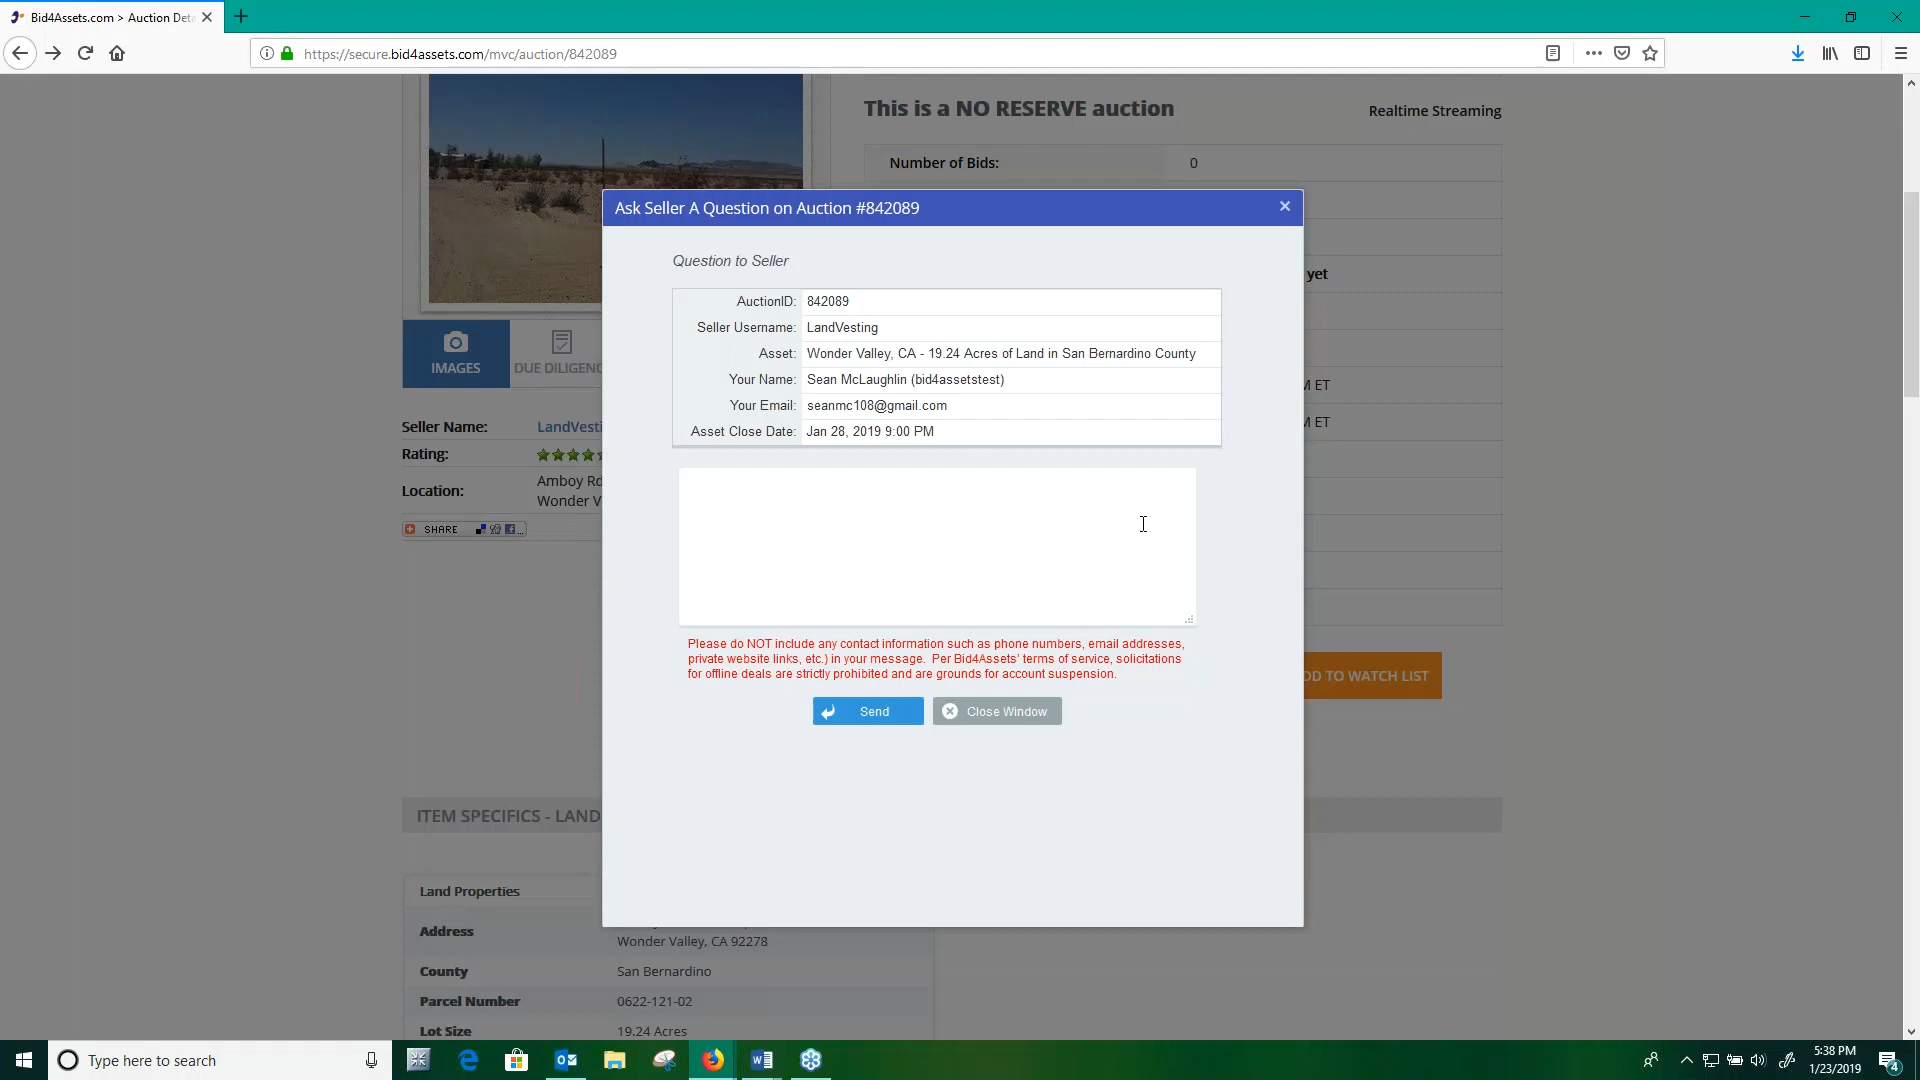 Bid4Assets.com > Auction Deta
https://secure.bid4assets.com/mvc/auction/842089
This is a NO RESERVE auction
Realtime Streaming
Number of Bids: 0
Ask Seller A Question on Auction #842089
Question to Seller
yet
AuctionID: 842089
Seller Username: LandVesting
Asset: Wonder Valley, CA - 19.24 Acres of Land in San Bernardino County
Your Name: Sean McLaughlin (bid4assetstest)
Your Email: seanmc108@gmail.com
Asset Close Date: Jan 28, 2019 9:00 PM
M ET
M ET
IMAGES
DUE DILIGENC
Seller Name: LandVesti
Rating:
Location: Amboy Rd
Wonder V
SHARE
Please do NOT include any contact information such as phone numbers, email addresses,
private website links, etc.) in your message. Per Bid4Assets' terms of service, solicitations
for offline deals are strictly prohibited and are grounds for account suspension.
DD TO WATCH LIST
Send
Close Window
ITEM SPECIFICS - LAND
Land Properties
Address
Wonder Valley, CA 92278
County San Bernardino
Parcel Number 0622-121-02
Lot Size 19.24 Acres
Type here to search
5:38 PM
1/23/2019
4